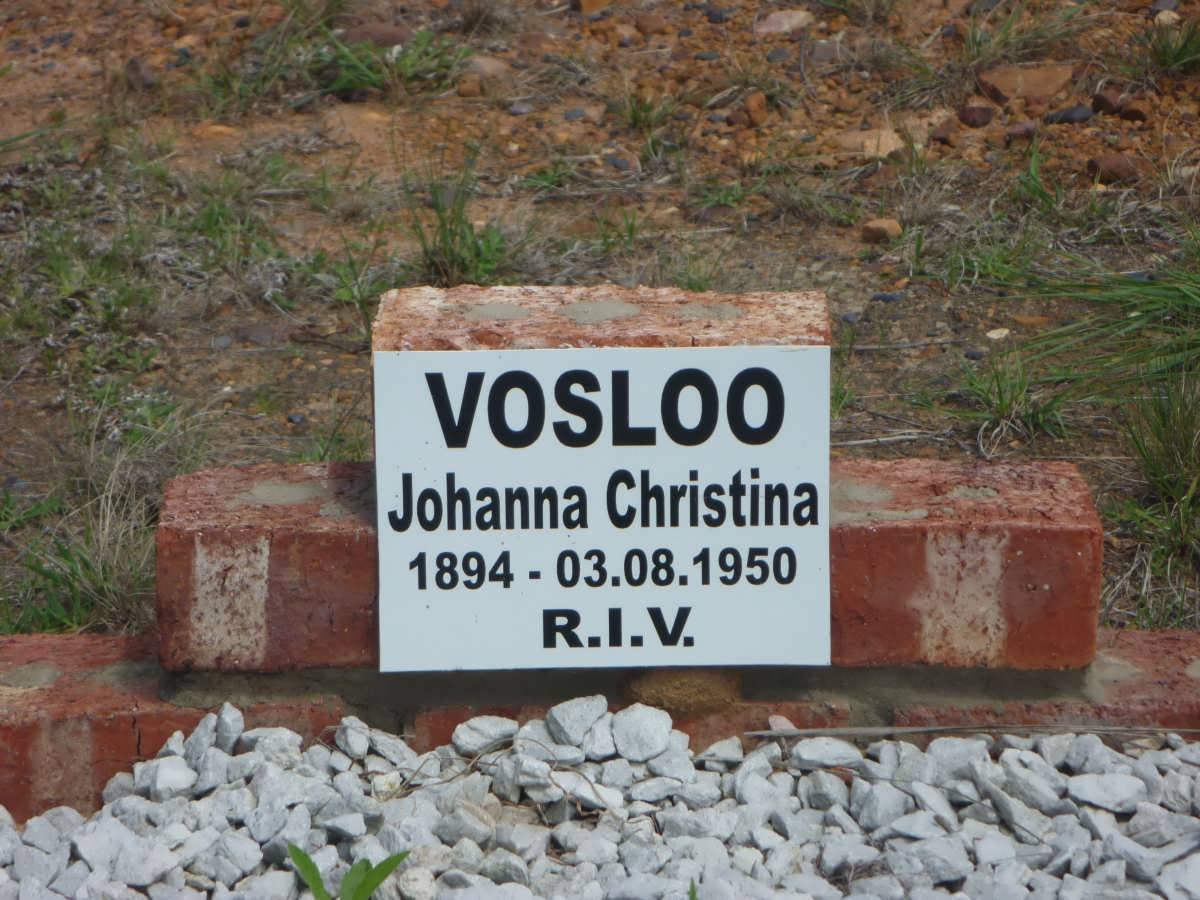 VOSLOO
Johanna Christina
1894 - 03.08.1950
R.I.V.